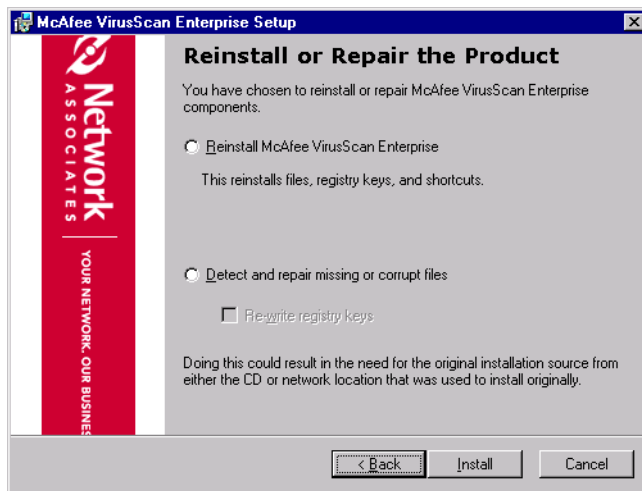 McAfee VirusScan Enterprise Setup
Network
ASSOCIATES
YOUR NETWORK. OUR BUSINES
Reinstall or Repair the Product
You have chosen to reinstall or repair McAfee VirusScan Enterprise
components.
Reinstall McAfee VirusScan Enterprise
This reinstalls files, registry keys, and shortcuts.
Detect and repair missing or corrupt files
Re-write registry keys
Doing this could result in the need for the original installation source from
either the CD or network location that was used to install originally.
< Back
Install
Cancel